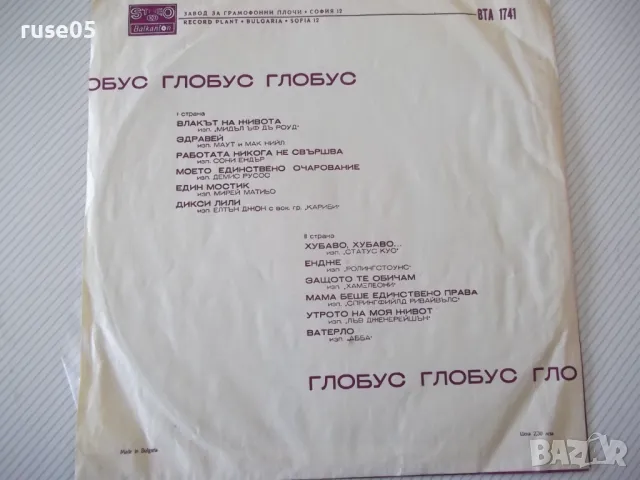 ruse05
STEREO
Balkanton
ЗАВОД ЗА ГРАМОФОННИ ПЛОЧИ • СОФИЯ 12
RECORD PLANT • BULGARIA • SOFIA 12
ВТА 1741
ОБУС ГЛОБУС ГЛОБУС
I страна
ВЛАКЪТ НА ЖИВОТА
изп. „МИДЪЛ ЪФ ДЪ РОУД"
ЗДРАВЕЙ
изп. МАУТ и МАК НИЙЛ
РАБОТАТА НИКОГА НЕ СВЪРШВА
изп. СОНИ ЕНДЪР
МОЕТО ЕДИНСТВЕНО ОЧАРОВАНИЕ
изп. ДЕМИС РУСОС
ЕДИН МОСТИК
изп. МИРЕЙ МАТИЬО
ДИКСИ ЛИЛИ
изп. ЕЛТЪН ДЖОН с вок. гр. „КАРИБИ"
II страна
ХУБАВО, ХУБАВО...
изп. „СТАТУС КУО"
ЕНДЖЕ
изп. „РОЛИНГСТОУНС"
ЗАЩОТО ТЕ ОБИЧАМ
изп. „ХАМЕЛЕОНИ"
МАМА БЕШЕ ЕДИНСТВЕНО ПРАВА
изп. „СПРИНГФИЙЛД РИВАЙВЪЛС"
УТРОТО НА МОЯ ЖИВОТ
изп. „ЛЪВ ДЖЕНЕРЕЙШЪН"
ВАТЕРЛО
изп. „АББА"
ГЛОБУС ГЛОБУС ГЛО
Made in Bulgaria
Цена
лева
bazar